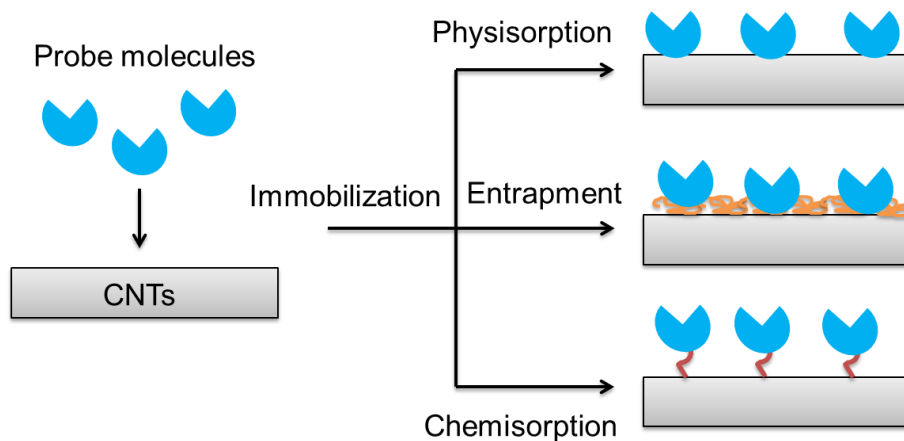 Probe molecules
CNTs
Immobilization
Physisorption
Entrapment
Chemisorption